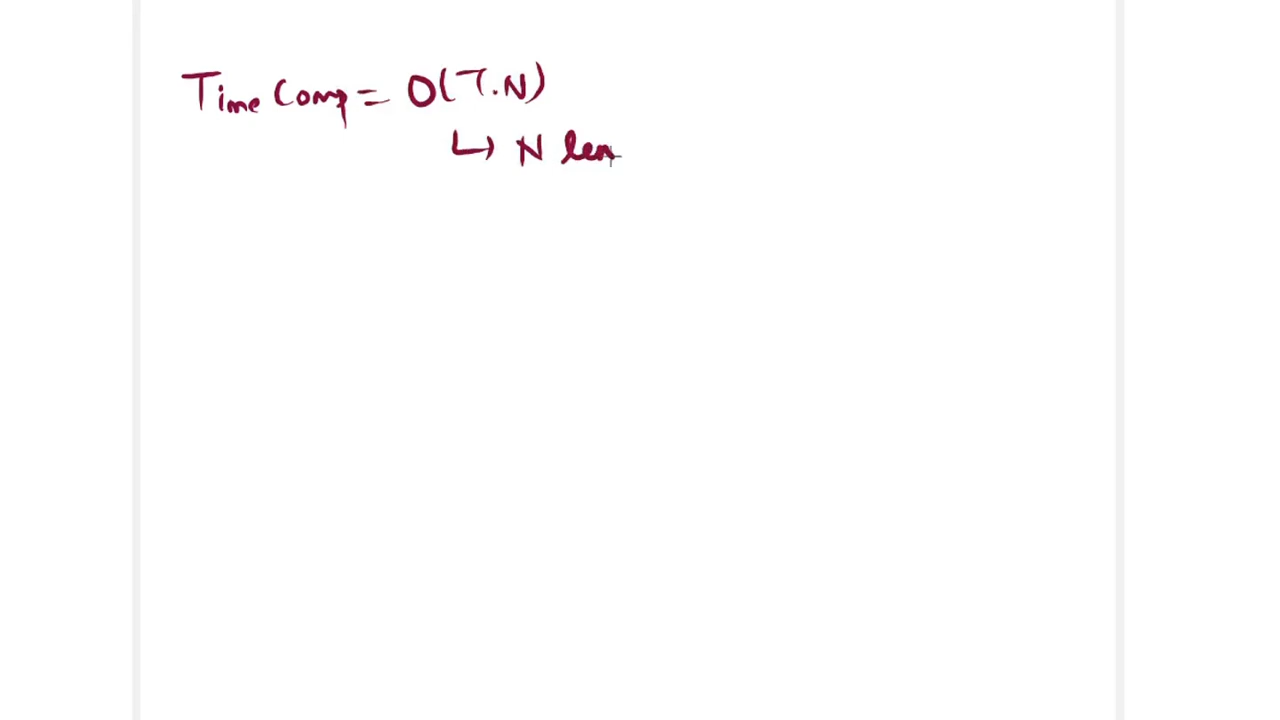 Time Comp = O(T.N)
↳ N len